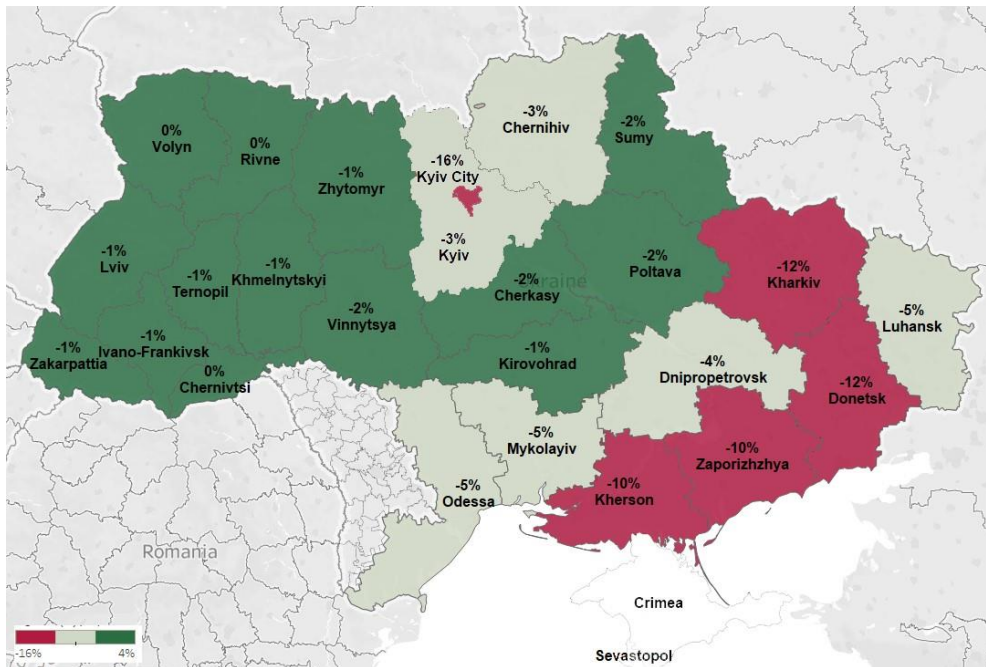 -3%
Chernihiv
-2%
Sumy
0%
Volyn
0%
Rivne
-1%
Zhytomyr
-16%
Kyiv City
-3%
Kyiv
-1%
Lviv
-1%
Ternopil
-1%
Khmelnytskyi
-2%
Vinnytsya
-2%
Cherkasy
-2%
Poltava
-12%
Kharkiv
-5%
Luhansk
-1%
Zakarpattia
-1%
Ivano-Frankivsk
0%
Chernivtsi
-1%
Kirovohrad
-4%
Dnipropetrovsk
-12%
Donetsk
-5%
Mykolayiv
-5%
Odessa
-10%
Kherson
-10%
Zaporizhzhya
Romania
Crimea
Sevastopol
-16%
4%